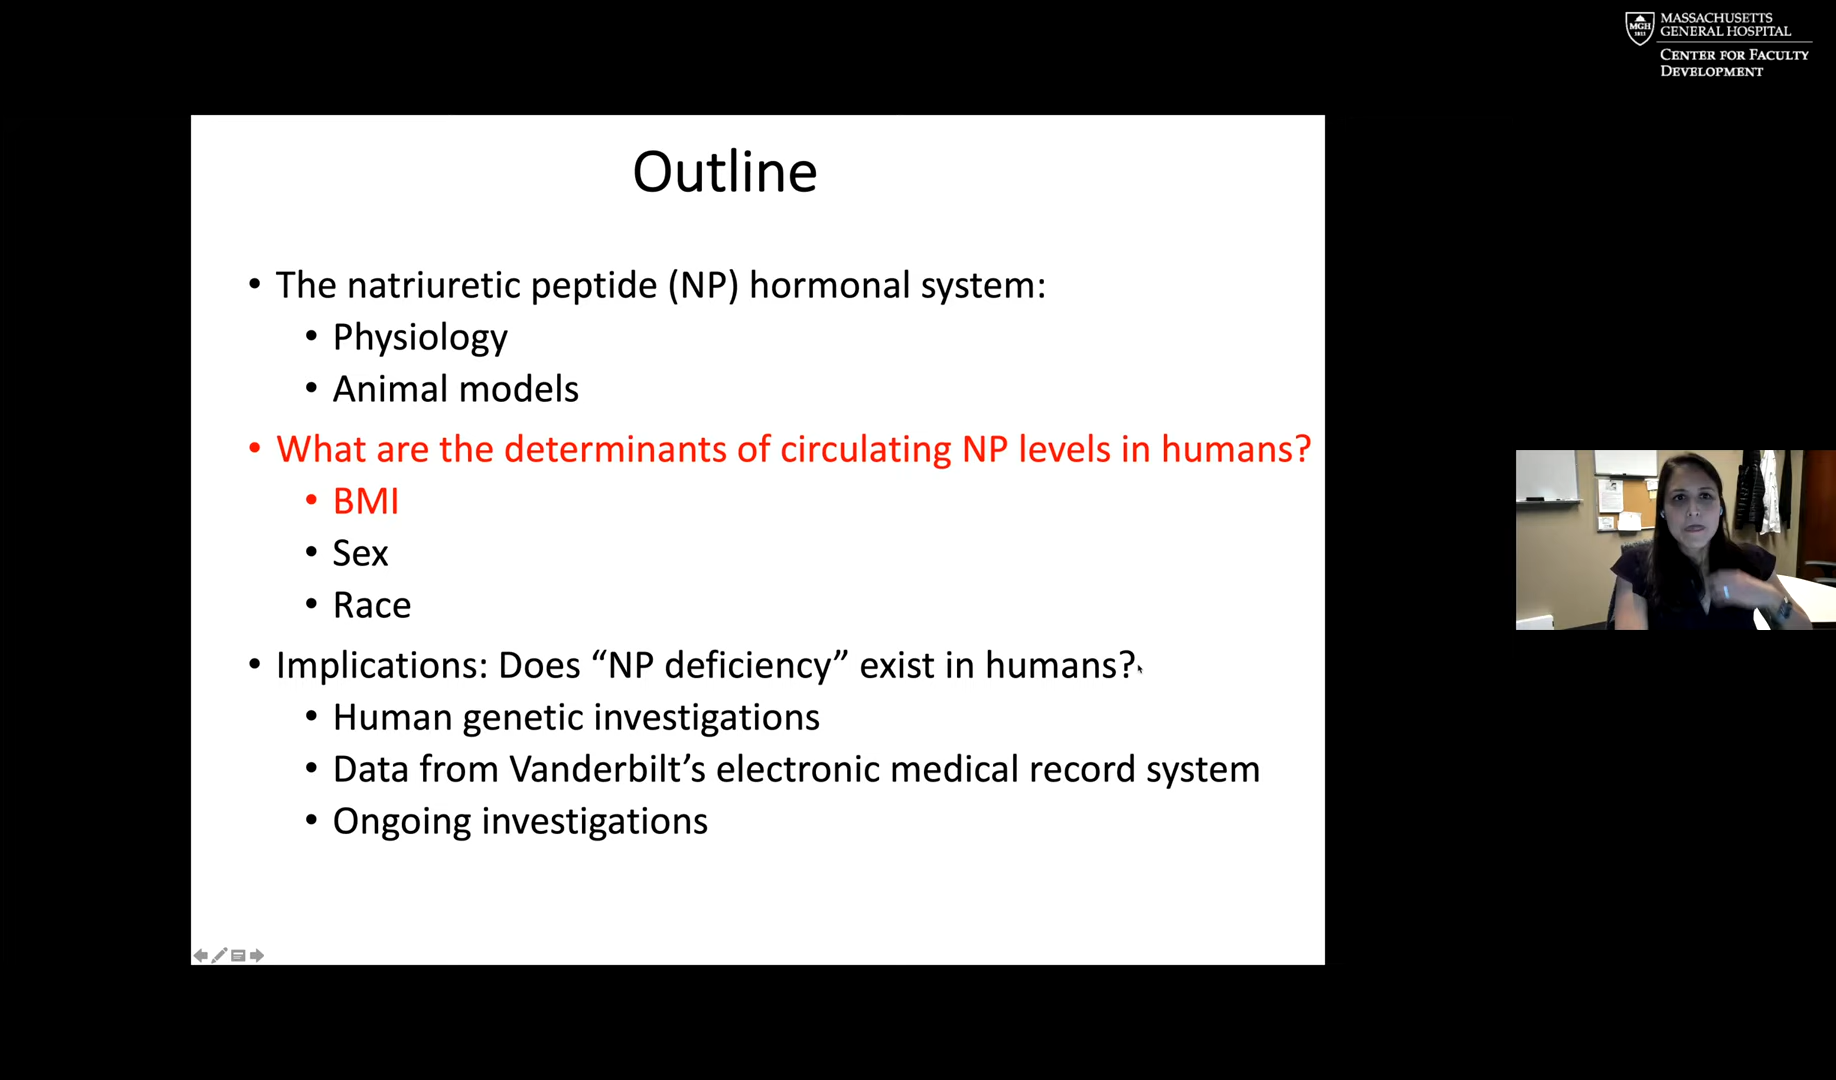 MASSACHUSETTS
GENERAL HOSPITAL
CENTER FOR FACULTY
DEVELOPMENT
MGH
1811
Outline
• The natriuretic peptide (NP) hormonal system:
• Physiology
• Animal models
• What are the determinants of circulating NP levels in humans?
• BMI
• Sex
• Race
• Implications: Does “NP deficiency” exist in humans?
• Human genetic investigations
• Data from Vanderbilt’s electronic medical record system
• Ongoing investigations